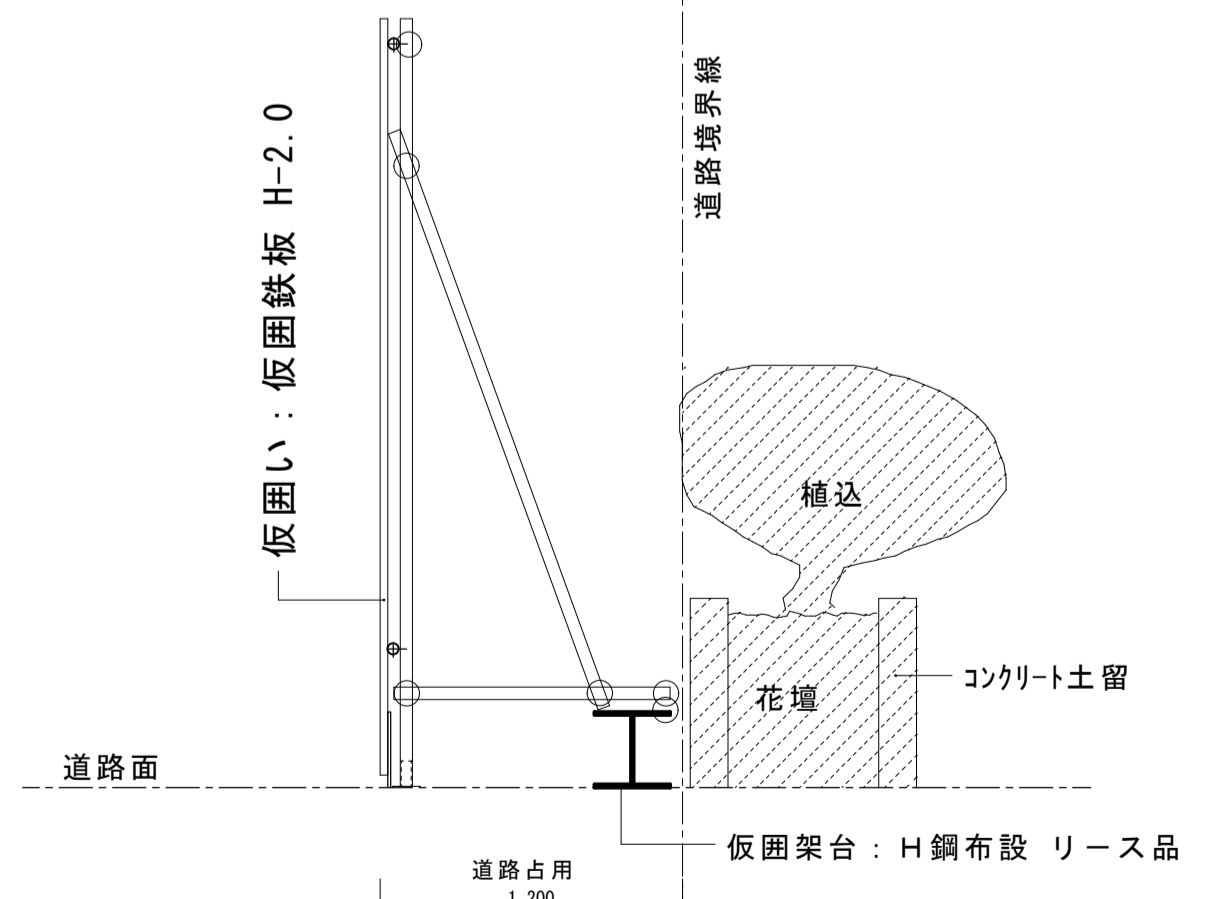 道路境界線
仮囲い：仮囲鉄板 H-2.0
植込
コンクリート土留
花壇
道路面
仮囲架台：Ｈ鋼布設 リース品
道路占用
1,200